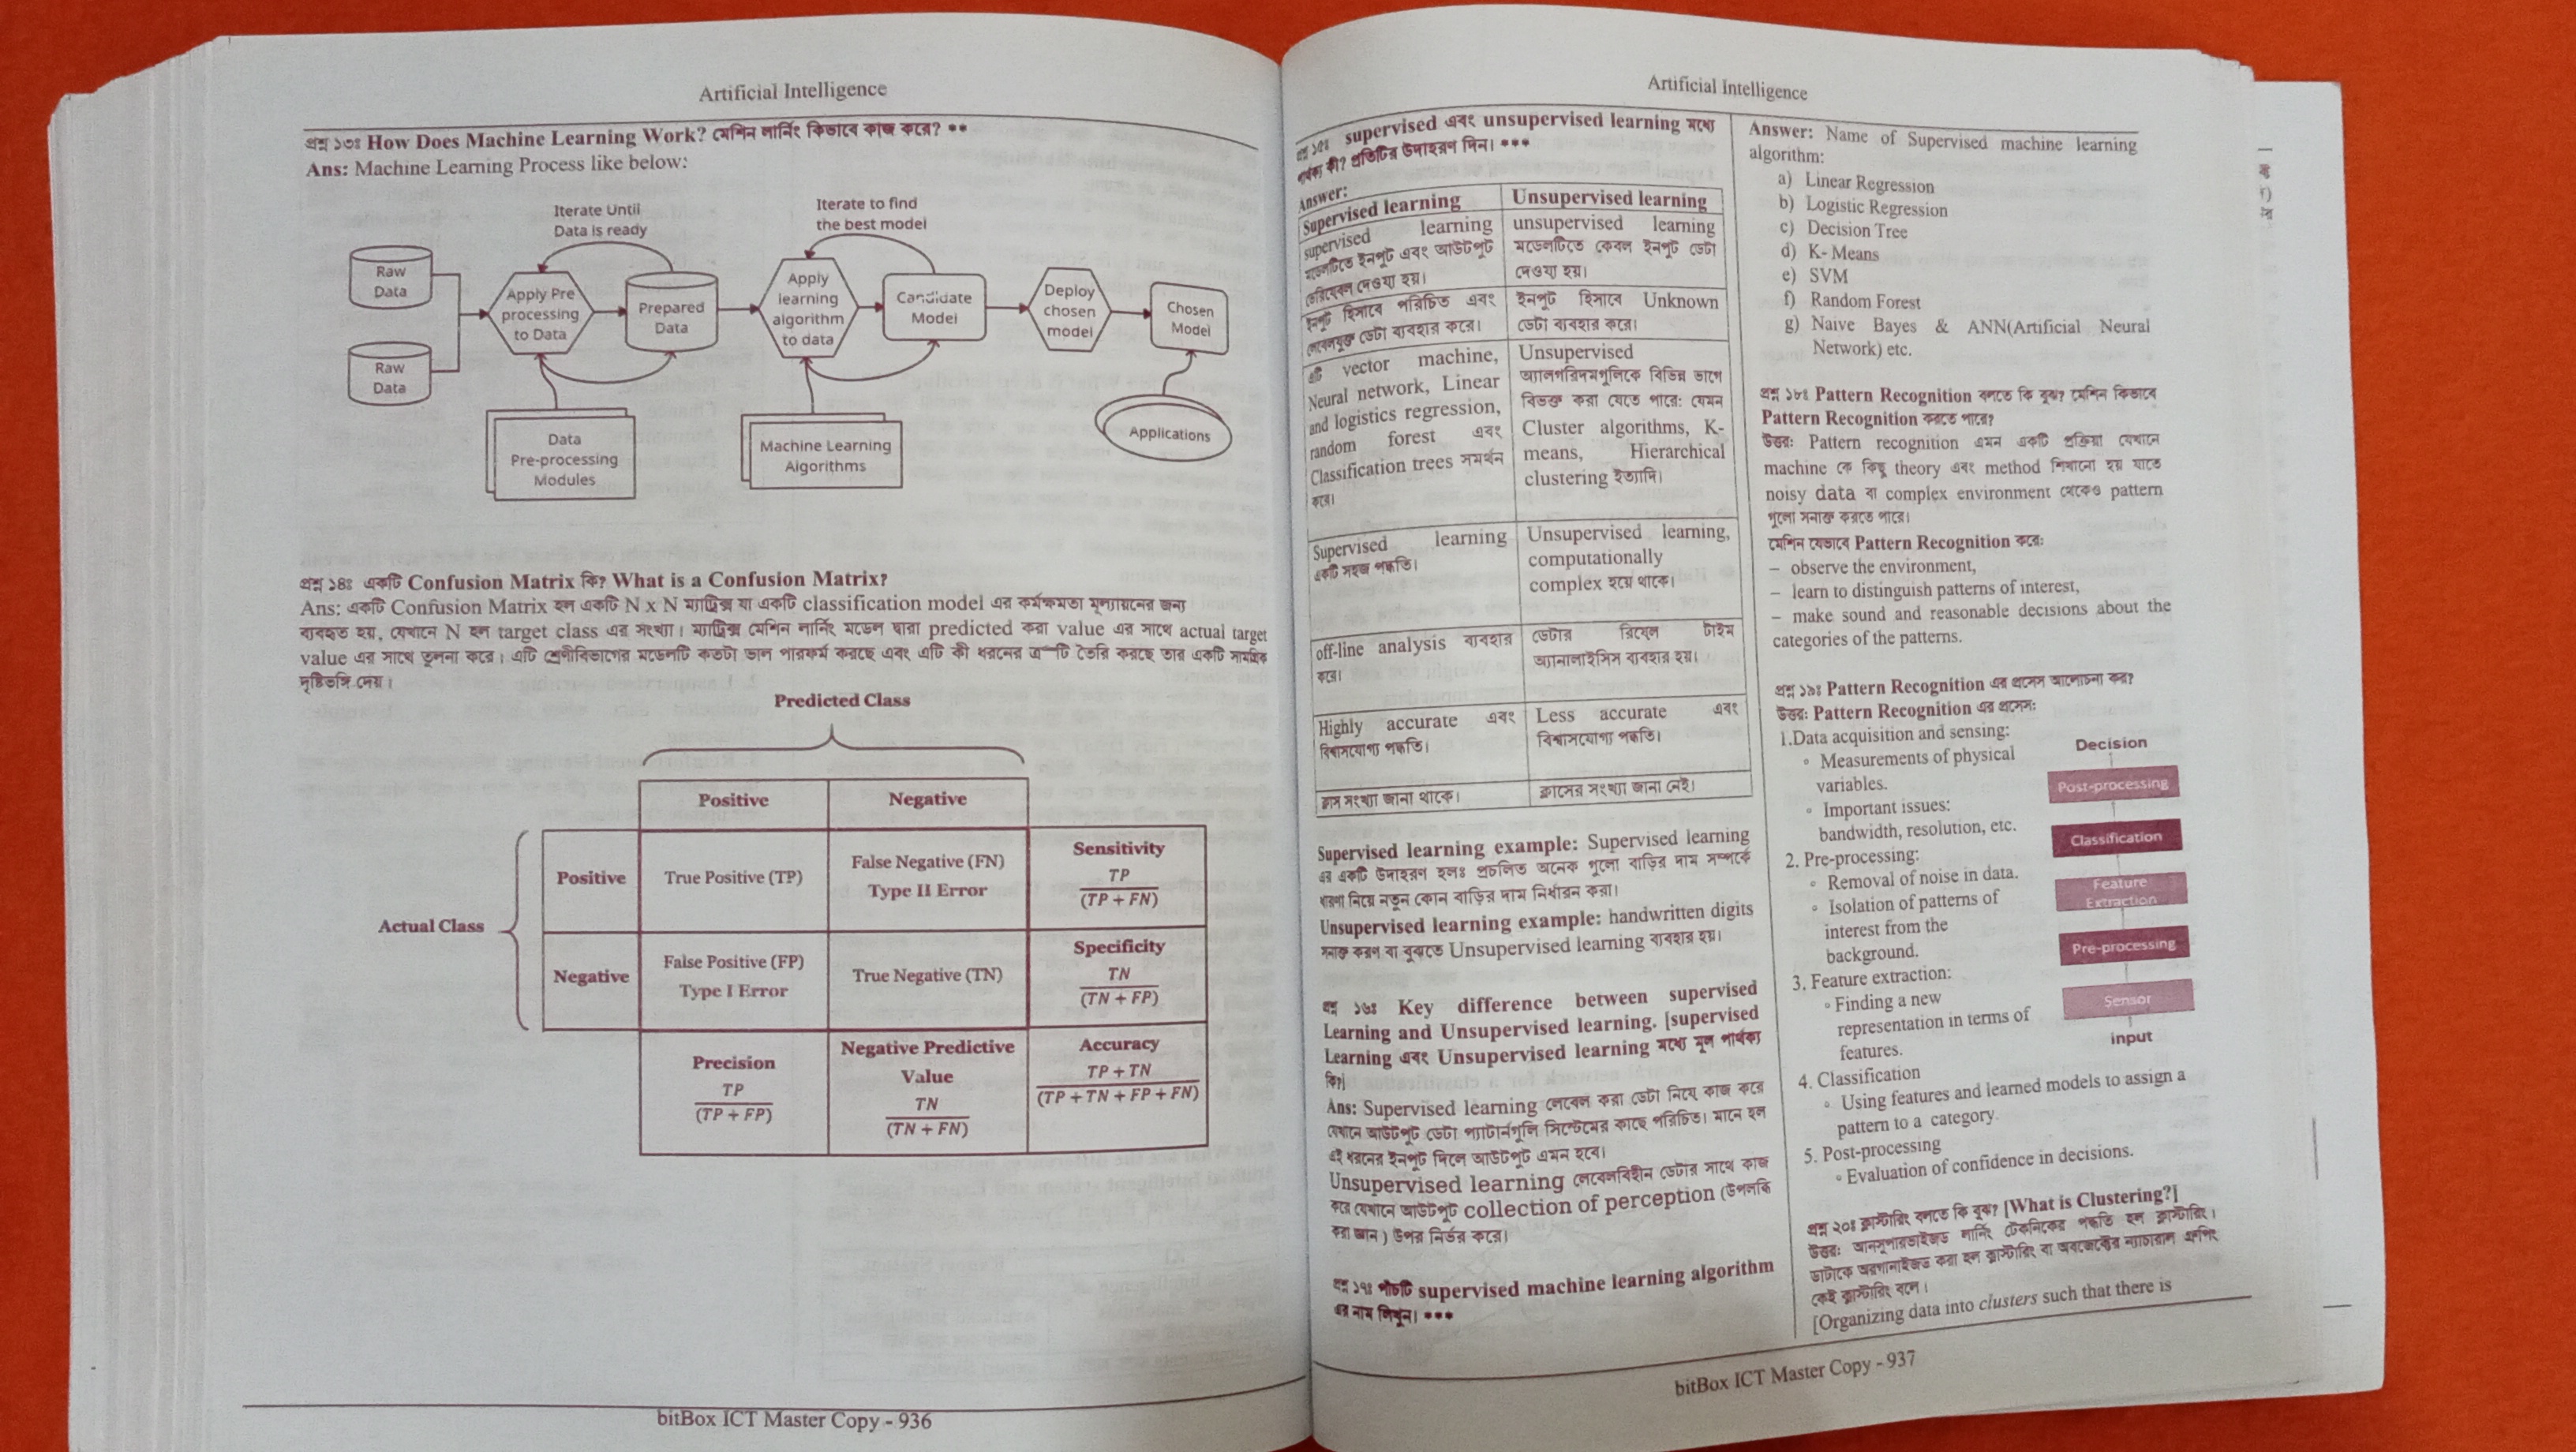 Artificial Intelligence
প্রশ্ন ১৩ঃ How Does Machine Learning Work? মেশিন লার্নিং কিভাবে কাজ করে? **
Ans: Machine Learning Process like below:
Iterate Until
Data is ready
Iterate to find
the best model
Raw
Data
Raw
Data
Apply Pre
processing
to Data
Prepared
Data
Apply
learning
algorithm
to data
Candidate
Model
Deploy
chosen
model
Chosen
Model
Data
Pre-processing
Modules
Machine Learning
Algorithms
Applications
প্রশ্ন ১৪ঃ একটি Confusion Matrix কি? What is a Confusion Matrix?
Ans: একটি Confusion Matrix হল একটি N x N ম্যাট্রিক্স যা একটি classification model এর কর্মক্ষমতা মূল্যায়নের জন্য
ব্যবহৃত হয়, যেখানে N হল target class এর সংখ্যা। ম্যাট্রিক্স মেশিন লার্নিং মডেল দ্বারা predicted করা value এর সাথে actual target
value এর সাথে তুলনা করে। এটি শ্রেণীবিভাগের মডেলটি কতটা ভাল পারফর্ম করছে এবং এটি কী ধরনের ত্রুটি তৈরি করছে তার একটি সামগ্রিক
দৃষ্টিভঙ্গি দেয়।
Predicted Class
Positive
Negative
Actual Class
Positive
True Positive (TP)
False Negative (FN)
Type II Error
Sensitivity
TP
(TP + FN)
Negative
False Positive (FP)
Type I Error
True Negative (TN)
Specificity
TN
(TN + FP)
Precision
TP
(TP + FP)
Negative Predictive
Value
TN
(TN + FN)
Accuracy
TP + TN
(TP + TN + FP + FN)
bitBox ICT Master Copy - 936
Artificial Intelligence
প্রশ্ন ১৫ঃ supervised এবং unsupervised learning মধ্যে
পার্থক্য কী? প্রতিটির উদাহরণ দিন। ***
Answer:
Supervised learning
Unsupervised learning
supervised learning
মডেলটিতে ইনপুট এবং আউটপুট
ভেরিয়েবল দেওয়া হয়।
unsupervised learning
মডেলটিতে কেবল ইনপুট ডেটা
দেওয়া হয়।
ইনপুট হিসাবে পরিচিত এবং
লেবেলযুক্ত ডেটা ব্যবহার করে।
ইনপুট হিসাবে Unknown
ডেটা ব্যবহার করে।
এটি vector machine,
Neural network, Linear
and logistics regression,
random forest এবং
Classification trees সমর্থন
করে।
Unsupervised
অ্যালগরিদমগুলিকে বিভিন্ন ভাগে
বিভক্ত করা যেতে পারে: যেমন
Cluster algorithms, K-
means, Hierarchical
clustering ইত্যাদি।
Supervised learning
একটি সহজ পদ্ধতি।
Unsupervised learning,
computationally
complex হয়ে থাকে।
off-line analysis ব্যবহার
করে।
ডেটার রিয়েল টাইম
অ্যানালাইসিস ব্যবহার হয়।
Highly accurate এবং
বিশ্বাসযোগ্য পদ্ধতি।
Less accurate এবং
বিশ্বাসযোগ্য পদ্ধতি।
ক্লাস সংখ্যা জানা থাকে।
ক্লাসের সংখ্যা জানা নেই।
Supervised learning example: Supervised learning
এর একটি উদাহরণ হলঃ প্রচলিত অনেক গুলো বাড়ির দাম সম্পর্কে
ধারণা নিয়ে নতুন কোন বাড়ির দাম নির্ধারন করা।
Unsupervised learning example: handwritten digits
সনাক্ত করণ বা বুঝতে Unsupervised learning ব্যবহার হয়।
প্রশ্ন ১৬ঃ Key difference between supervised
Learning and Unsupervised learning. [supervised
Learning এবং Unsupervised learning মধ্যে মূল পার্থক্য
কি?]
Ans: Supervised learning লেবেল করা ডেটা নিয়ে কাজ করে
যেখানে আউটপুট ডেটা প্যাটার্নগুলি সিস্টেমের কাছে পরিচিত। মানে হল
এই ধরনের ইনপুট দিলে আউটপুট এমন হবে।
Unsupervised learning লেবেলবিহীন ডেটার সাথে কাজ
করে যেখানে আউটপুট collection of perception (উপলব্ধি
করা জ্ঞান ) উপর নির্ভর করে।
প্রশ্ন ১৭ঃ পাঁচটি supervised machine learning algorithm
এর নাম লিখুন। ***
Answer: Name of Supervised machine learning
algorithm:
a) Linear Regression
b) Logistic Regression
c) Decision Tree
d) K- Means
e) SVM
f) Random Forest
g) Naive Bayes & ANN(Artificial Neural
Network) etc.
প্রশ্ন ১৮ঃ Pattern Recognition বলতে কি বুঝ? মেশিন কিভাবে
Pattern Recognition করতে পারে?
উত্তর: Pattern recognition এমন একটি প্রক্রিয়া যেখানে
machine কে কিছু theory এবং method শিখানো হয় যাতে
noisy data বা complex environment থেকেও pattern
গুলো সনাক্ত করতে পারে।
মেশিন যেভাবে Pattern Recognition করে:
– observe the environment,
– learn to distinguish patterns of interest,
– make sound and reasonable decisions about the
categories of the patterns.
প্রশ্ন ১৯ঃ Pattern Recognition এর প্রসেস আলোচনা কর?
উত্তর: Pattern Recognition এর প্রসেস:
1.Data acquisition and sensing:
◦ Measurements of physical
variables.
◦ Important issues:
bandwidth, resolution, etc.
2. Pre-processing:
◦ Removal of noise in data.
◦ Isolation of patterns of
interest from the
background.
3. Feature extraction:
◦ Finding a new
representation in terms of
features.
4. Classification
◦ Using features and learned models to assign a
pattern to a category.
5. Post-processing
◦ Evaluation of confidence in decisions.
Decision
Post-processing
Classification
Feature
Extraction
Pre-processing
Sensor
input
প্রশ্ন ২০ঃ ক্লাস্টারিং বলতে কি বুঝ? [What is Clustering?]
উত্তর: আনসুপারভাইজড লার্নিং টেকনিকের পদ্ধতি হল ক্লাস্টারিং।
ডাটাকে অরগানাইজড করা হল ক্লাস্টারিং বা অবজেক্টের ন্যাচারাল গ্রুপিং
কেই ক্লাস্টারিং বলে।
[Organizing data into clusters such that there is
bitBox ICT Master Copy - 937